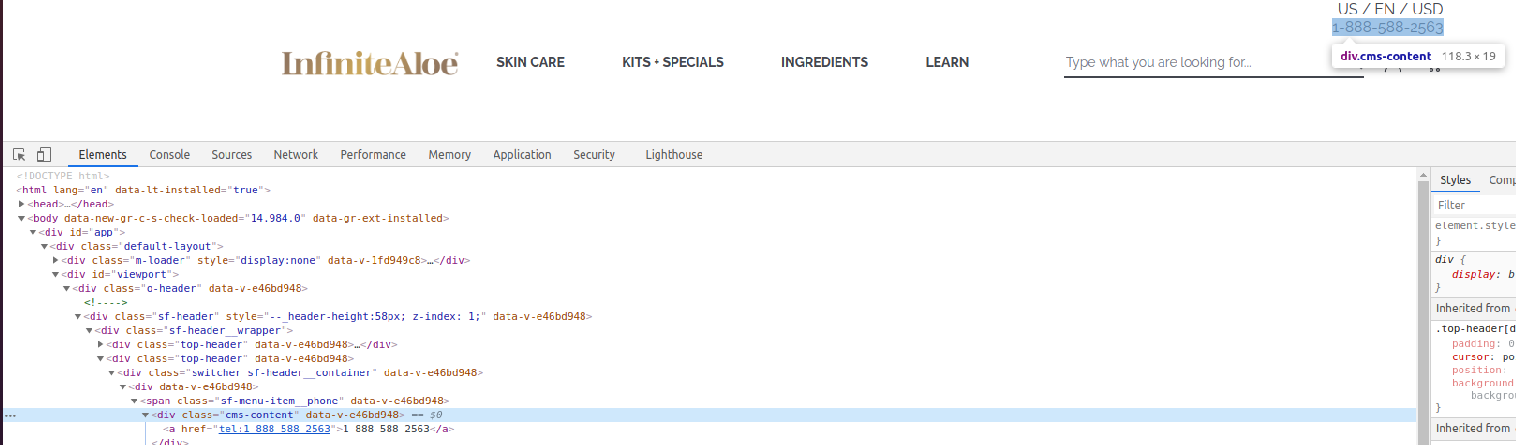 US / EN / USD
1-888-588-2563
InfiniteAloe®
SKIN CARE
KITS + SPECIALS
INGREDIENTS
LEARN
Type what you are looking for...
div.cms-content 118.3 × 19
Elements
Console
Sources
Network
Performance
Memory
Application
Security
Lighthouse
<!DOCTYPE html>
<html lang="en" data-lt-installed="true">
<head>…</head>
<body data-new-gr-c-s-check-loaded="14.984.0" data-gr-ext-installed>
<div id="app">
<div class="default-layout">
<div class="m-loader" style="display:none" data-v-1fd949c8>…</div>
<div id="viewport">
<div class="o-header" data-v-e46bd948>
<!---->
<div class="sf-header" style="--_header-height:58px; z-index: 1;" data-v-e46bd948>
<div class="sf-header__wrapper">
<div class="top-header" data-v-e46bd948>…</div>
<div class="top-header" data-v-e46bd948>
<div class="switcher sf-header__container" data-v-e46bd948>
<div data-v-e46bd948>
<span class="sf-menu-item__phone">
<div class="cms-content" data-v-e46bd948> == $0
<a href="tel:1-888-588-2563">1-888-588-2563</a>
</div>
Styles
Comp
Filter
element.style
}
div {
display: b
}
Inherited from
.top-header[d
padding: 0
cursor: po
position:
background
backgrou
}
Inherited from